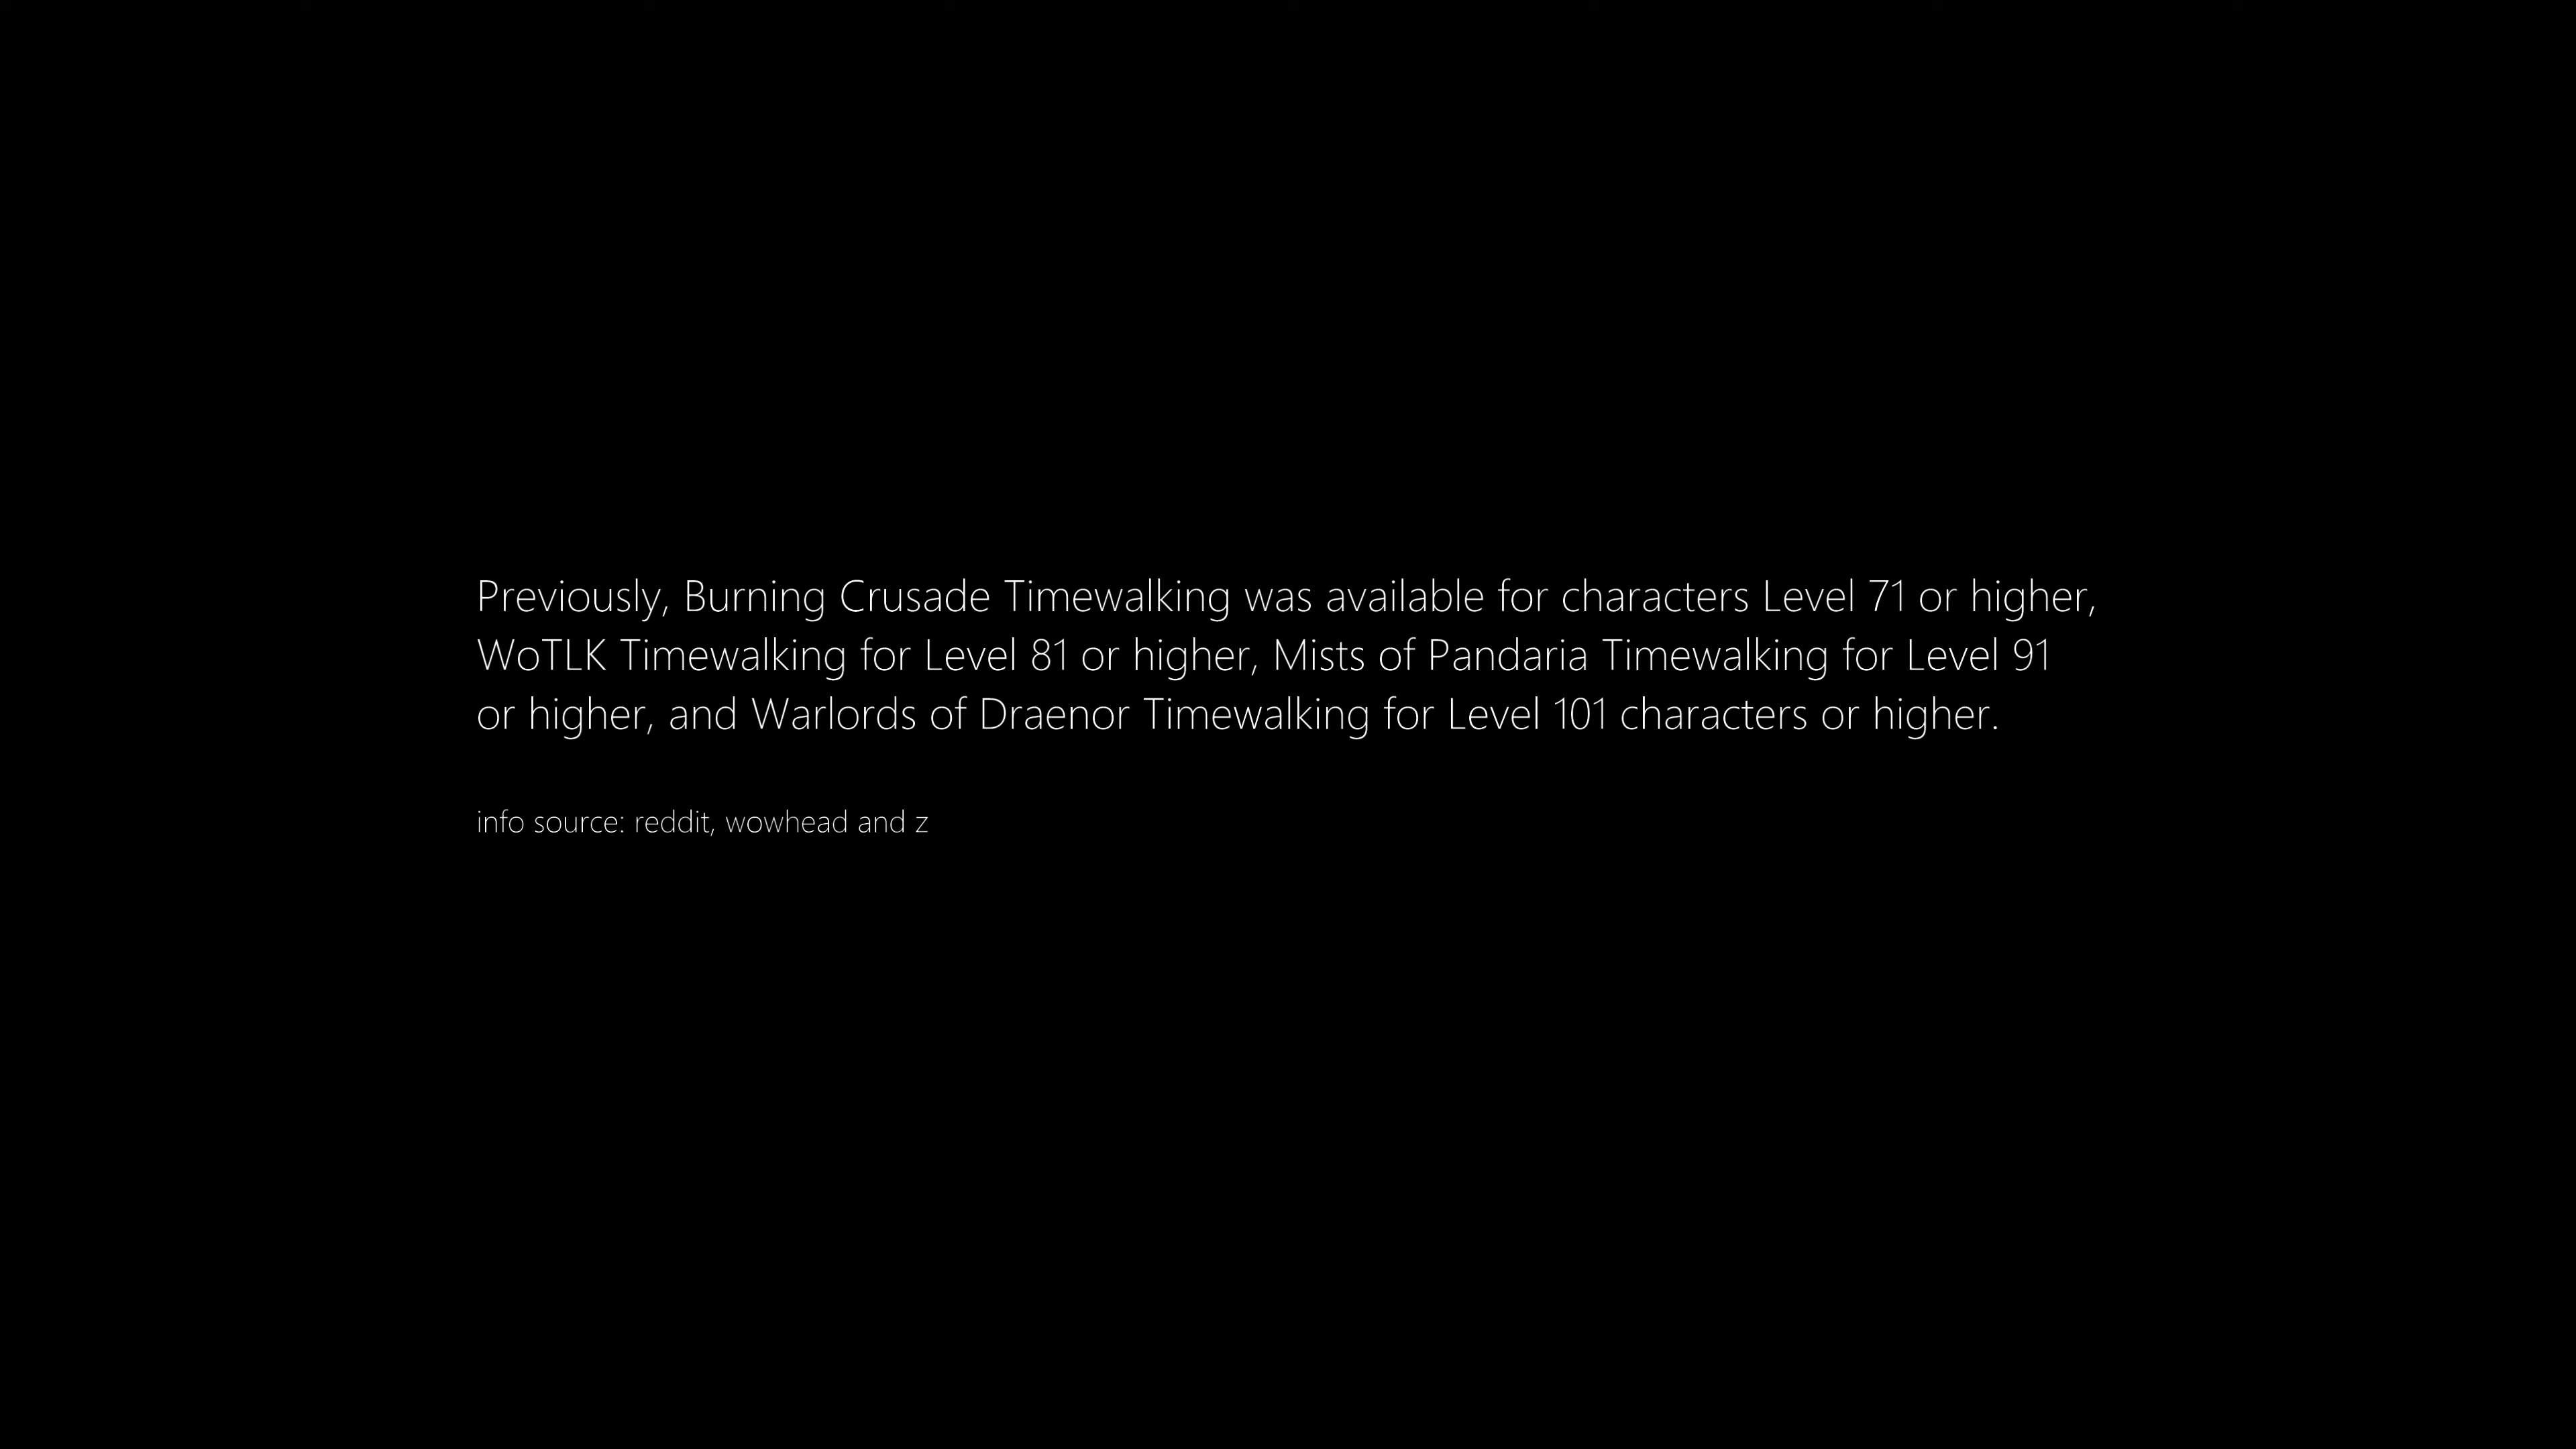 Previously, Burning Crusade Timewalking was available for characters Level 71 or higher,
WoTLK Timewalking for Level 81 or higher, Mists of Pandaria Timewalking for Level 91
or higher, and Warlords of Draenor Timewalking for Level 101 characters or higher.
info source: reddit, wowhead and z